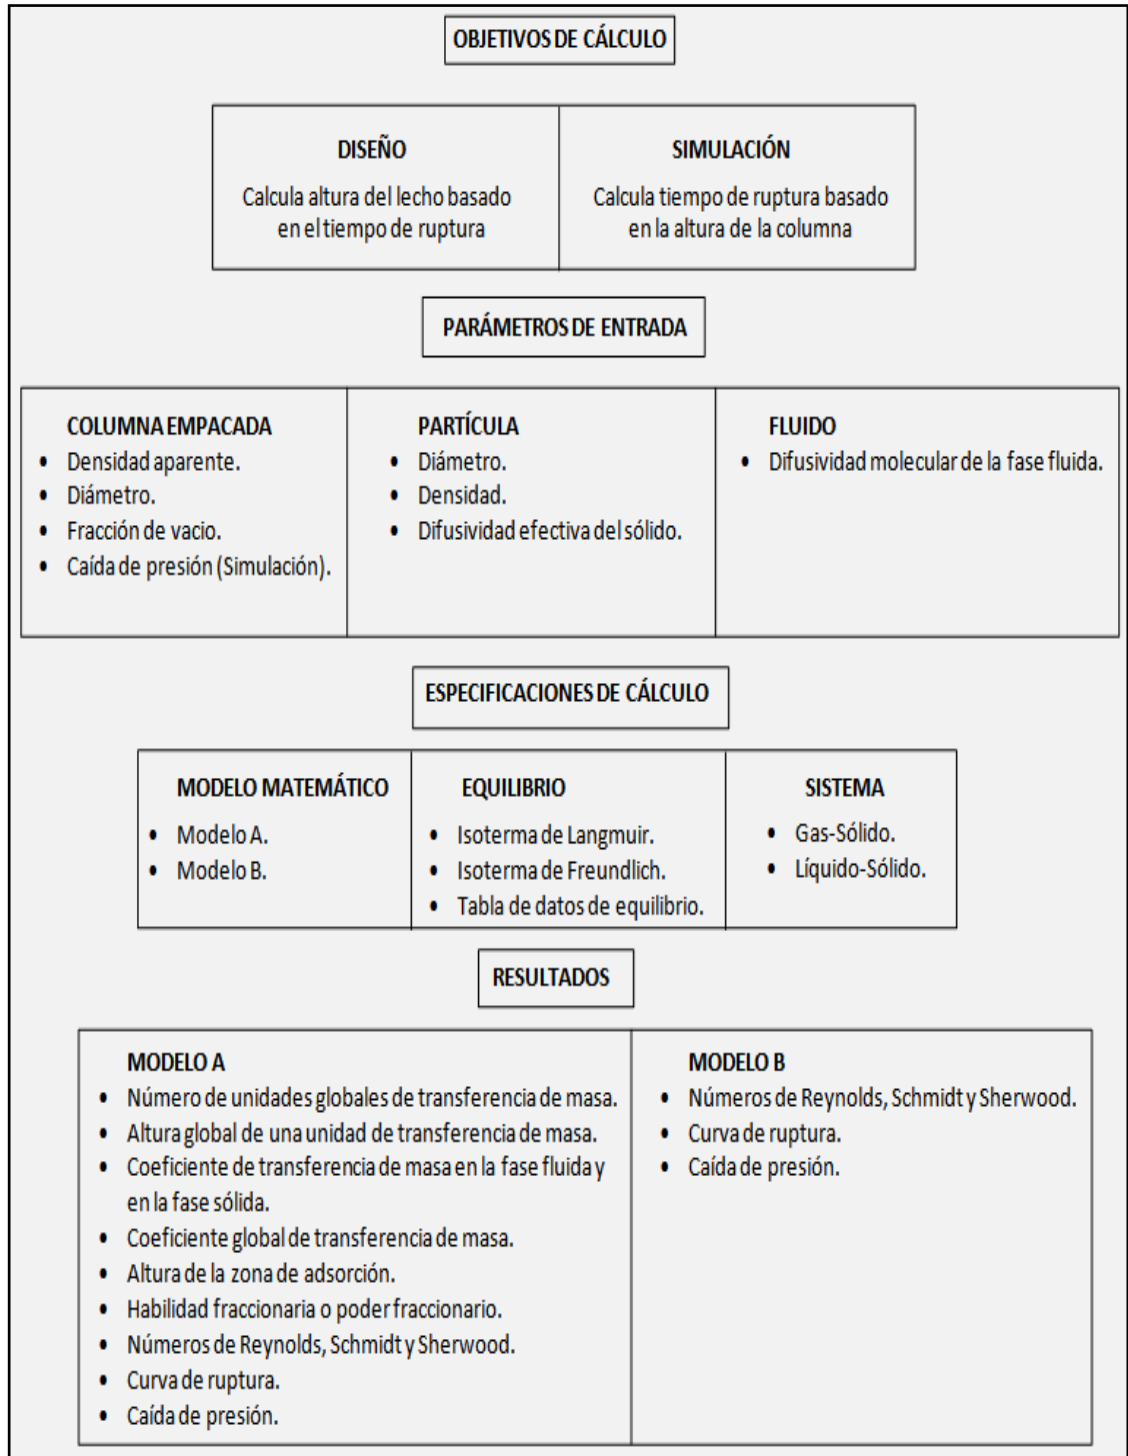 OBJETIVOS DE CÁLCULO
DISEÑO
Calcula altura del lecho basado
en el tiempo de ruptura
SIMULACIÓN
Calcula tiempo de ruptura basado
en la altura de la columna
PARÁMETROS DE ENTRADA
COLUMNA EMPACADA
• Densidad aparente.
• Diámetro.
• Fracción de vacio.
• Caída de presión (Simulación).
PARTÍCULA
• Diámetro.
• Densidad.
• Difusividad efectiva del sólido.
FLUIDO
• Difusividad molecular de la fase fluida.
ESPECIFICACIONES DE CÁLCULO
MODELO MATEMÁTICO
• Modelo A.
• Modelo B.
EQUILIBRIO
• Isoterma de Langmuir.
• Isoterma de Freundlich.
• Tabla de datos de equilibrio.
SISTEMA
• Gas-Sólido.
• Líquido-Sólido.
RESULTADOS
MODELO A
• Número de unidades globales de transferencia de masa.
• Altura global de una unidad de transferencia de masa.
• Coeficiente de transferencia de masa en la fase fluida y
en la fase sólida.
• Coeficiente global de transferencia de masa.
• Altura de la zona de adsorción.
• Habilidad fraccionaria o poder fraccionario.
• Números de Reynolds, Schmidt y Sherwood.
• Curva de ruptura.
• Caída de presión.
MODELO B
• Números de Reynolds, Schmidt y Sherwood.
• Curva de ruptura.
• Caída de presión.